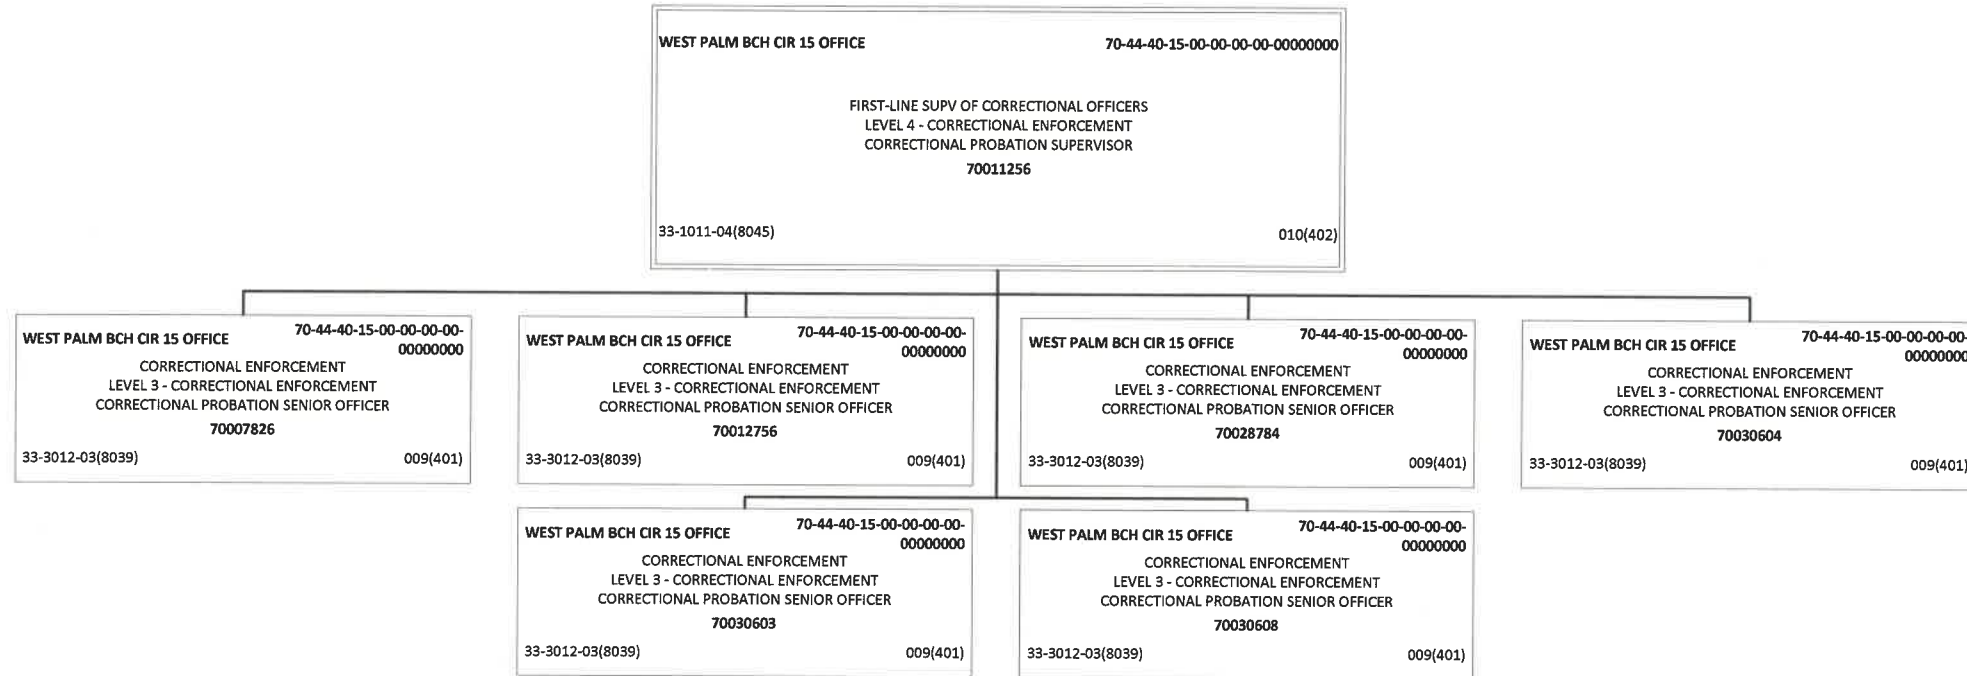 WEST PALM BCH CIR 15 OFFICE 70-44-40-15-00-00-00-00-00000000
FIRST-LINE SUPV OF CORRECTIONAL OFFICERS
LEVEL 4 - CORRECTIONAL ENFORCEMENT
CORRECTIONAL PROBATION SUPERVISOR
70011256
33-1011-04(8045) 010(402)
WEST PALM BCH CIR 15 OFFICE 70-44-40-15-00-00-00-00-
00000000
CORRECTIONAL ENFORCEMENT
LEVEL 3 - CORRECTIONAL ENFORCEMENT
CORRECTIONAL PROBATION SENIOR OFFICER
70007826
33-3012-03(8039) 009(401)
WEST PALM BCH CIR 15 OFFICE 70-44-40-15-00-00-00-00-
00000000
CORRECTIONAL ENFORCEMENT
LEVEL 3 - CORRECTIONAL ENFORCEMENT
CORRECTIONAL PROBATION SENIOR OFFICER
70012756
33-3012-03(8039) 009(401)
WEST PALM BCH CIR 15 OFFICE 70-44-40-15-00-00-00-00-
00000000
CORRECTIONAL ENFORCEMENT
LEVEL 3 - CORRECTIONAL ENFORCEMENT
CORRECTIONAL PROBATION SENIOR OFFICER
70028784
33-3012-03(8039) 009(401)
WEST PALM BCH CIR 15 OFFICE 70-44-40-15-00-00-00-00-
00000000
CORRECTIONAL ENFORCEMENT
LEVEL 3 - CORRECTIONAL ENFORCEMENT
CORRECTIONAL PROBATION SENIOR OFFICER
70030604
33-3012-03(8039) 009(401)
WEST PALM BCH CIR 15 OFFICE 70-44-40-15-00-00-00-00-
00000000
CORRECTIONAL ENFORCEMENT
LEVEL 3 - CORRECTIONAL ENFORCEMENT
CORRECTIONAL PROBATION SENIOR OFFICER
70030603
33-3012-03(8039) 009(401)
WEST PALM BCH CIR 15 OFFICE 70-44-40-15-00-00-00-00-
00000000
CORRECTIONAL ENFORCEMENT
LEVEL 3 - CORRECTIONAL ENFORCEMENT
CORRECTIONAL PROBATION SENIOR OFFICER
70030608
33-3012-03(8039) 009(401)